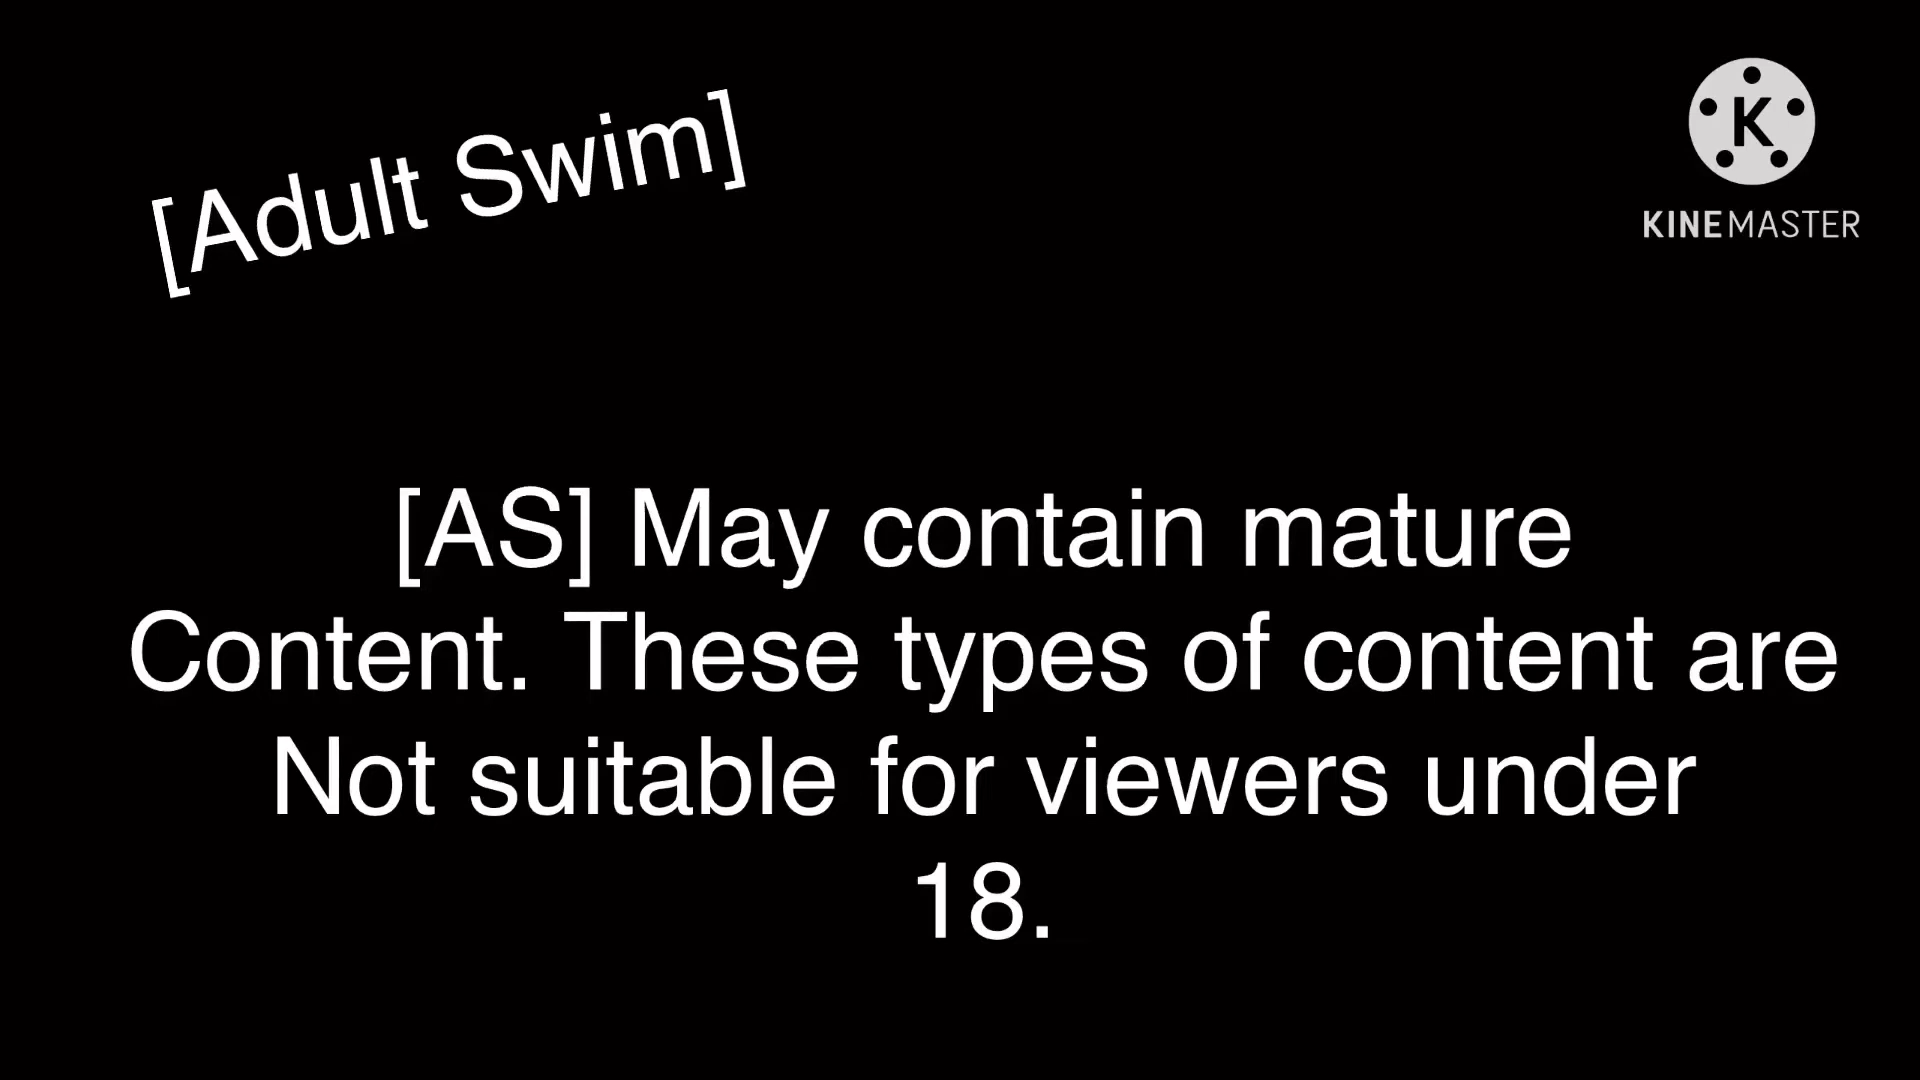 [Adult Swim]
K
KINEMASTER
[AS] May contain mature
Content. These types of content are
Not suitable for viewers under
18.